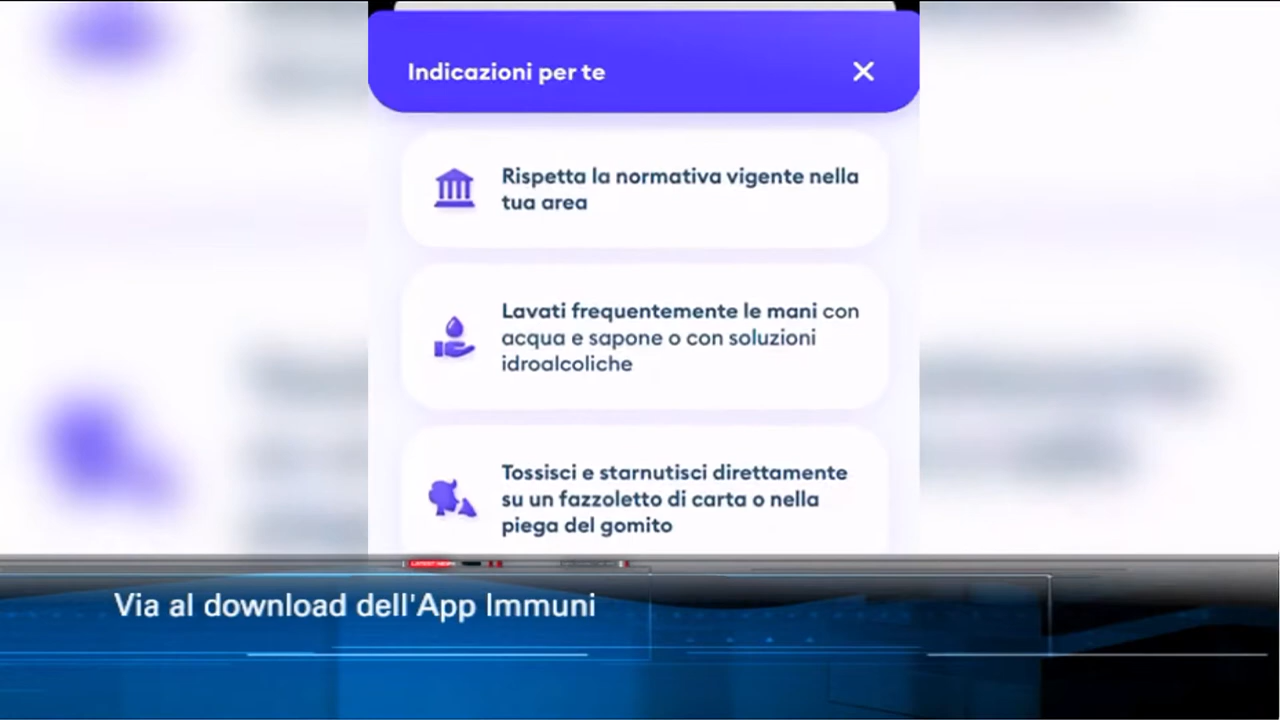 Indicazioni per te
Rispetta la normativa vigente nella
tua area
Lavati frequentemente le mani con
acqua e sapone o con soluzioni
idroalcoliche
Tossisci e starnutisci direttamente
su un fazzoletto di carta o nella
piega del gomito
LATEST NEWS
Via al download dell'App Immuni